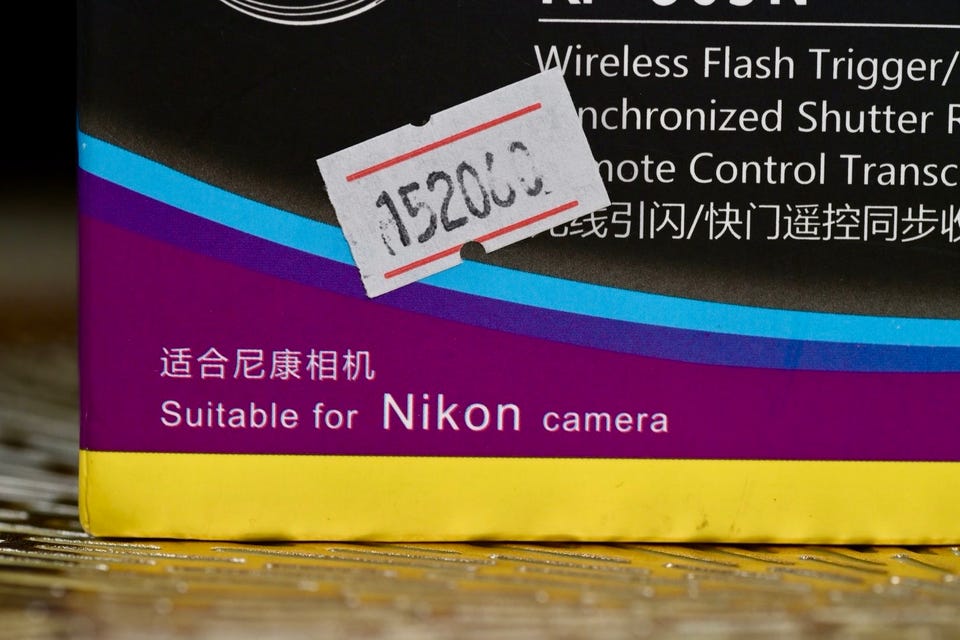 Wireless Flash Trigger/
nchronized Shutter R
mote Control Transc
线引闪/快门遥控同步收
适合尼康相机
Suitable for Nikon camera